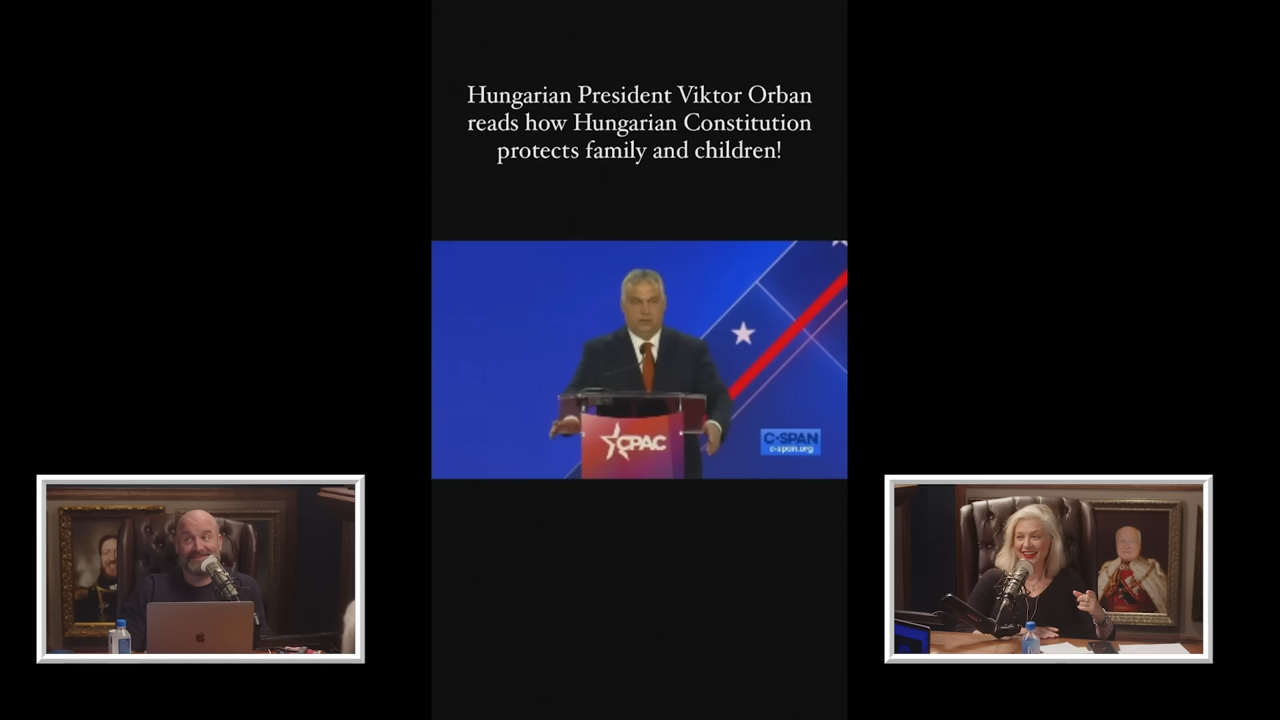 Hungarian President Viktor Orban
reads how Hungarian Constitution
protects family and children!
CPAC
C-SPAN
c-span.org